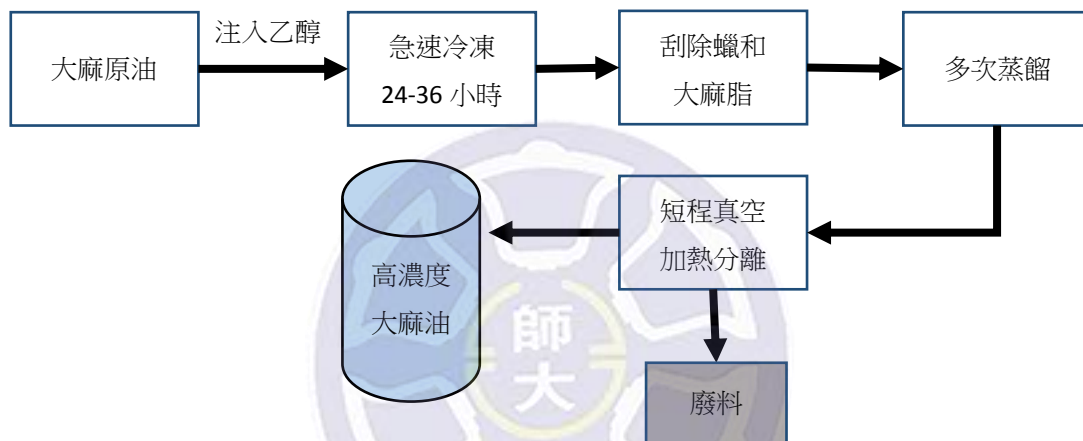 大麻原油
注入乙醇
急速冷凍
24-36 小時
刮除蠟和
大麻脂
多次蒸餾
短程真空
加熱分離
高濃度
大麻油
廢料
師
大